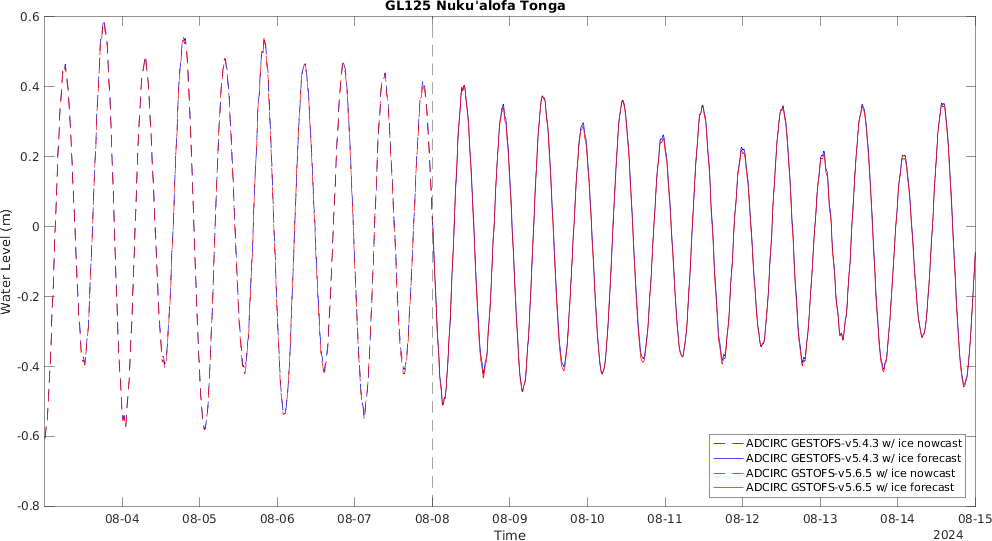 GL125 Nuku'alofa Tonga
0.6
0.4
0.2
0
-0.2
-0.4
-0.6
-0.8
Water Level (m)
ADCIRC GESTOFS-v5.4.3 w/ ice nowcast
ADCIRC GESTOFS-v5.4.3 w/ ice forecast
ADCIRC GSTOFS-v5.6.5 w/ ice nowcast
ADCIRC GSTOFS-v5.6.5 w/ ice forecast
08-04 08-05 08-06 08-07 08-08 08-09 08-10 08-11 08-12 08-13 08-14 08-15
Time
2024